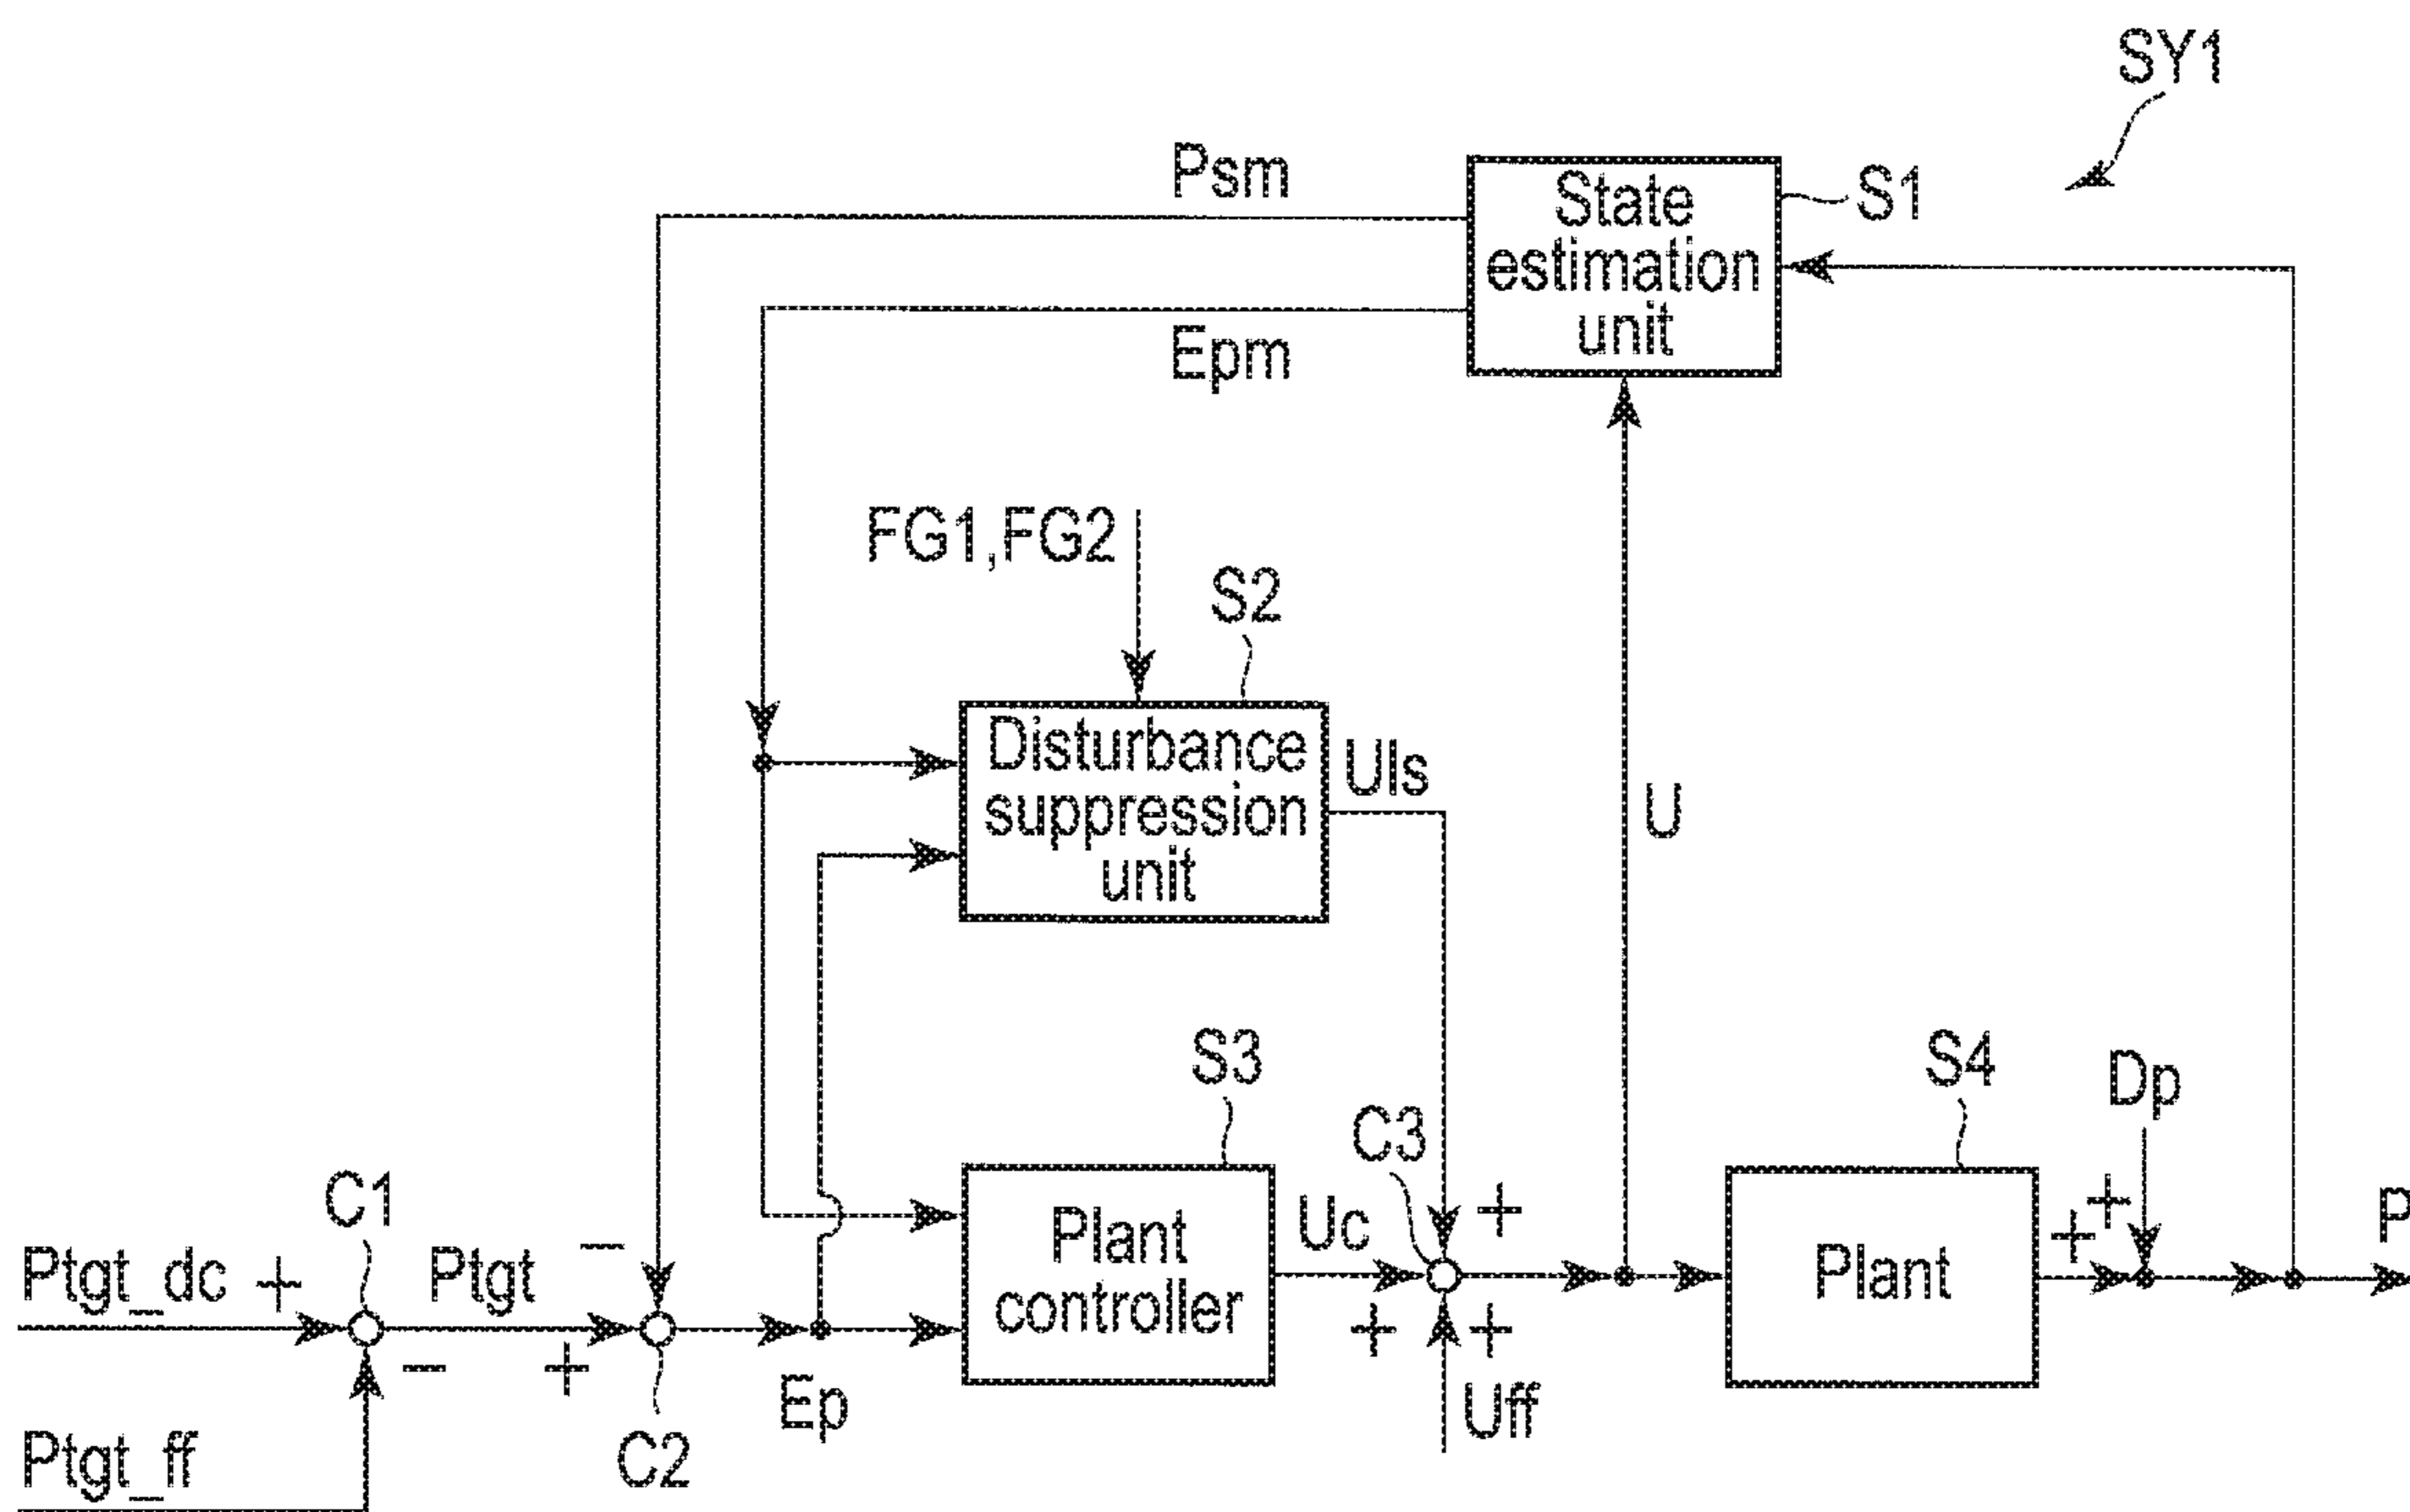 SY1
Psm
State
estimation
unit
S1
Epm
FG1,FG2
S2
Disturbance
suppression
unit
Uls
U
S3
S4
Dp
C3
C1
Plant
controller
Uc
+
Plant
+
+
P
Ptgt_dc
+
Ptgt
−
−
+
Ep
+
+
Uff
C2
Ptgt_ff